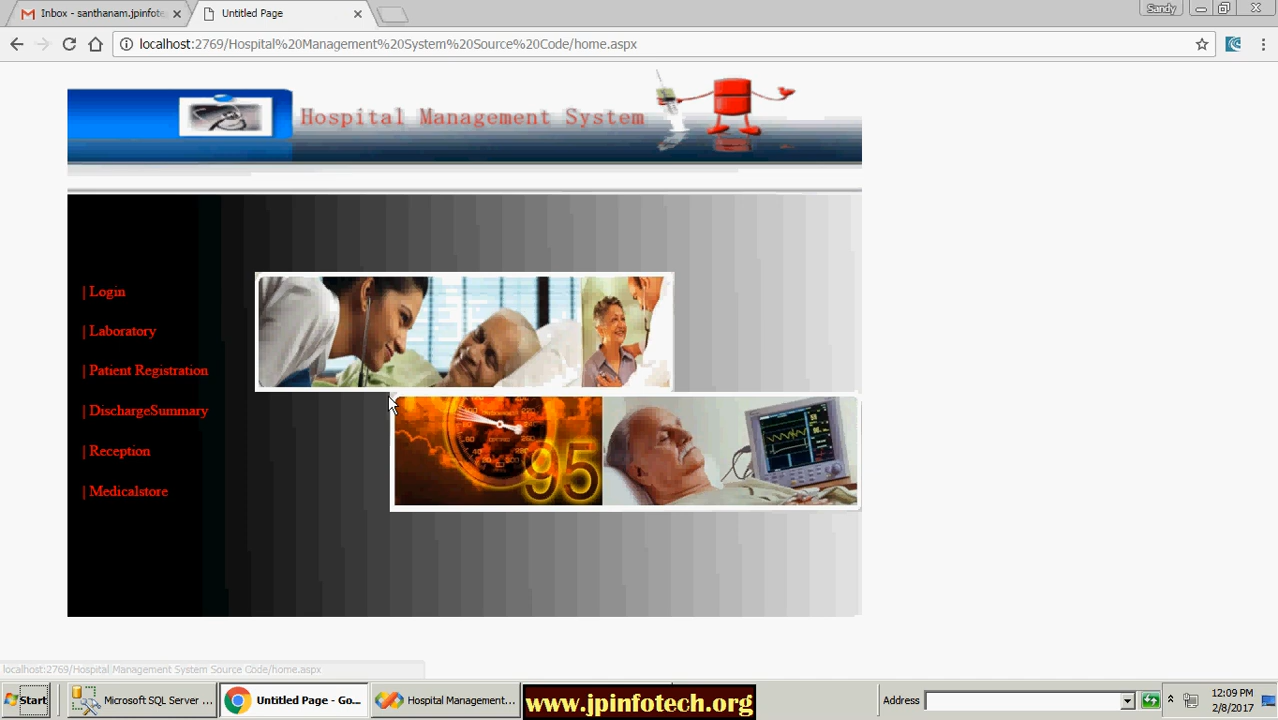 Inbox - santhanam.jpinfote
Untitled Page
Sandy
localhost:2769/Hospital%20Management%20System%20Source%20Code/home.aspx
Hospital Management System
| Login
| Laboratory
| Patient Registration
| DischargeSummary
| Reception
| Medicalstore
95
localhost:2769/Hospital Management System Source Code/home.aspx
Start
Microsoft SQL Server ...
Untitled Page - Go...
Hospital Management...
www.jpinfotech.org
Address
12:09 PM
2/8/2017